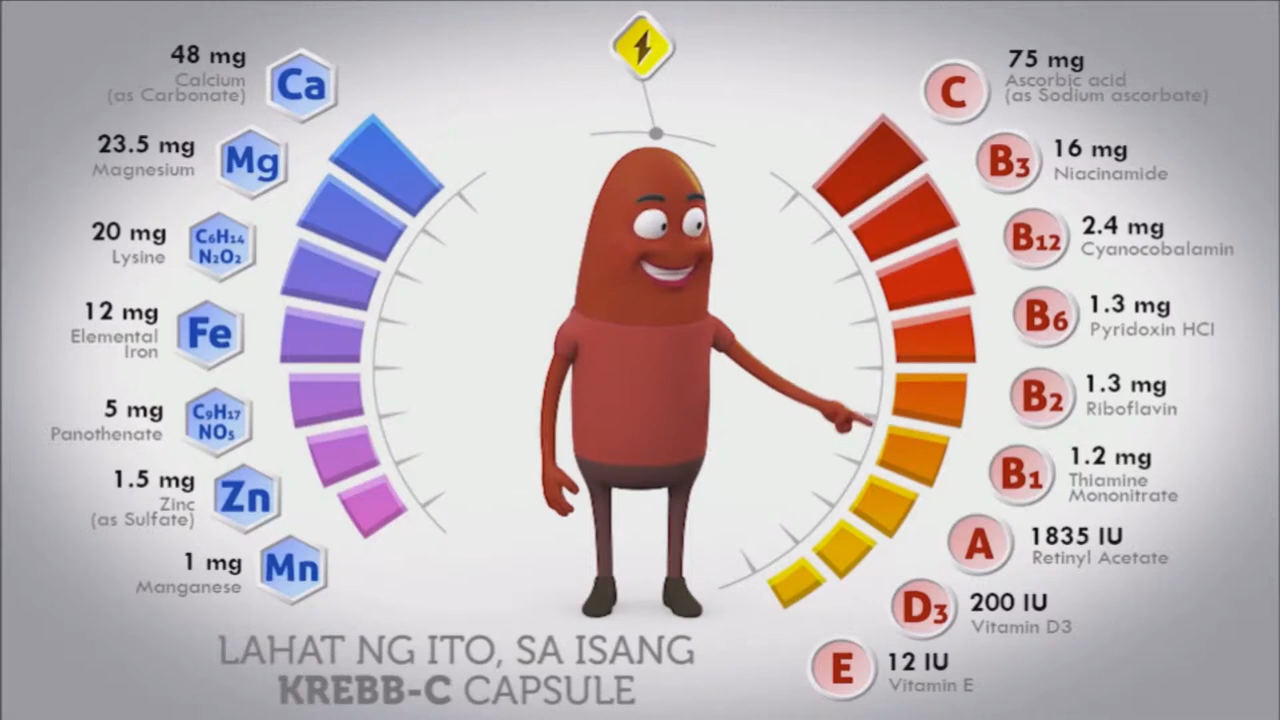 48 mg
Calcium
(as Carbonate)
Ca
23.5 mg
Magnesium
Mg
20 mg
Lysine
C₆H₁₄
N₂O₂
12 mg
Elemental
Iron
Fe
5 mg
Panothenate
C₉H₁₇
NO₅
1.5 mg
Zinc
(as Sulfate)
Zn
1 mg
Manganese
Mn
C
75 mg
Ascorbic acid
(as Sodium ascorbate)
B₃
16 mg
Niacinamide
B₁₂
2.4 mg
Cyanocobalamin
B₆
1.3 mg
Pyridoxin HCl
B₂
1.3 mg
Riboflavin
B₁
1.2 mg
Thiamine
Mononitrate
A
1835 IU
Retinyl Acetate
D₃
200 IU
Vitamin D3
E
12 IU
Vitamin E
LAHAT NG ITO, SA ISANG
KREBB-C CAPSULE